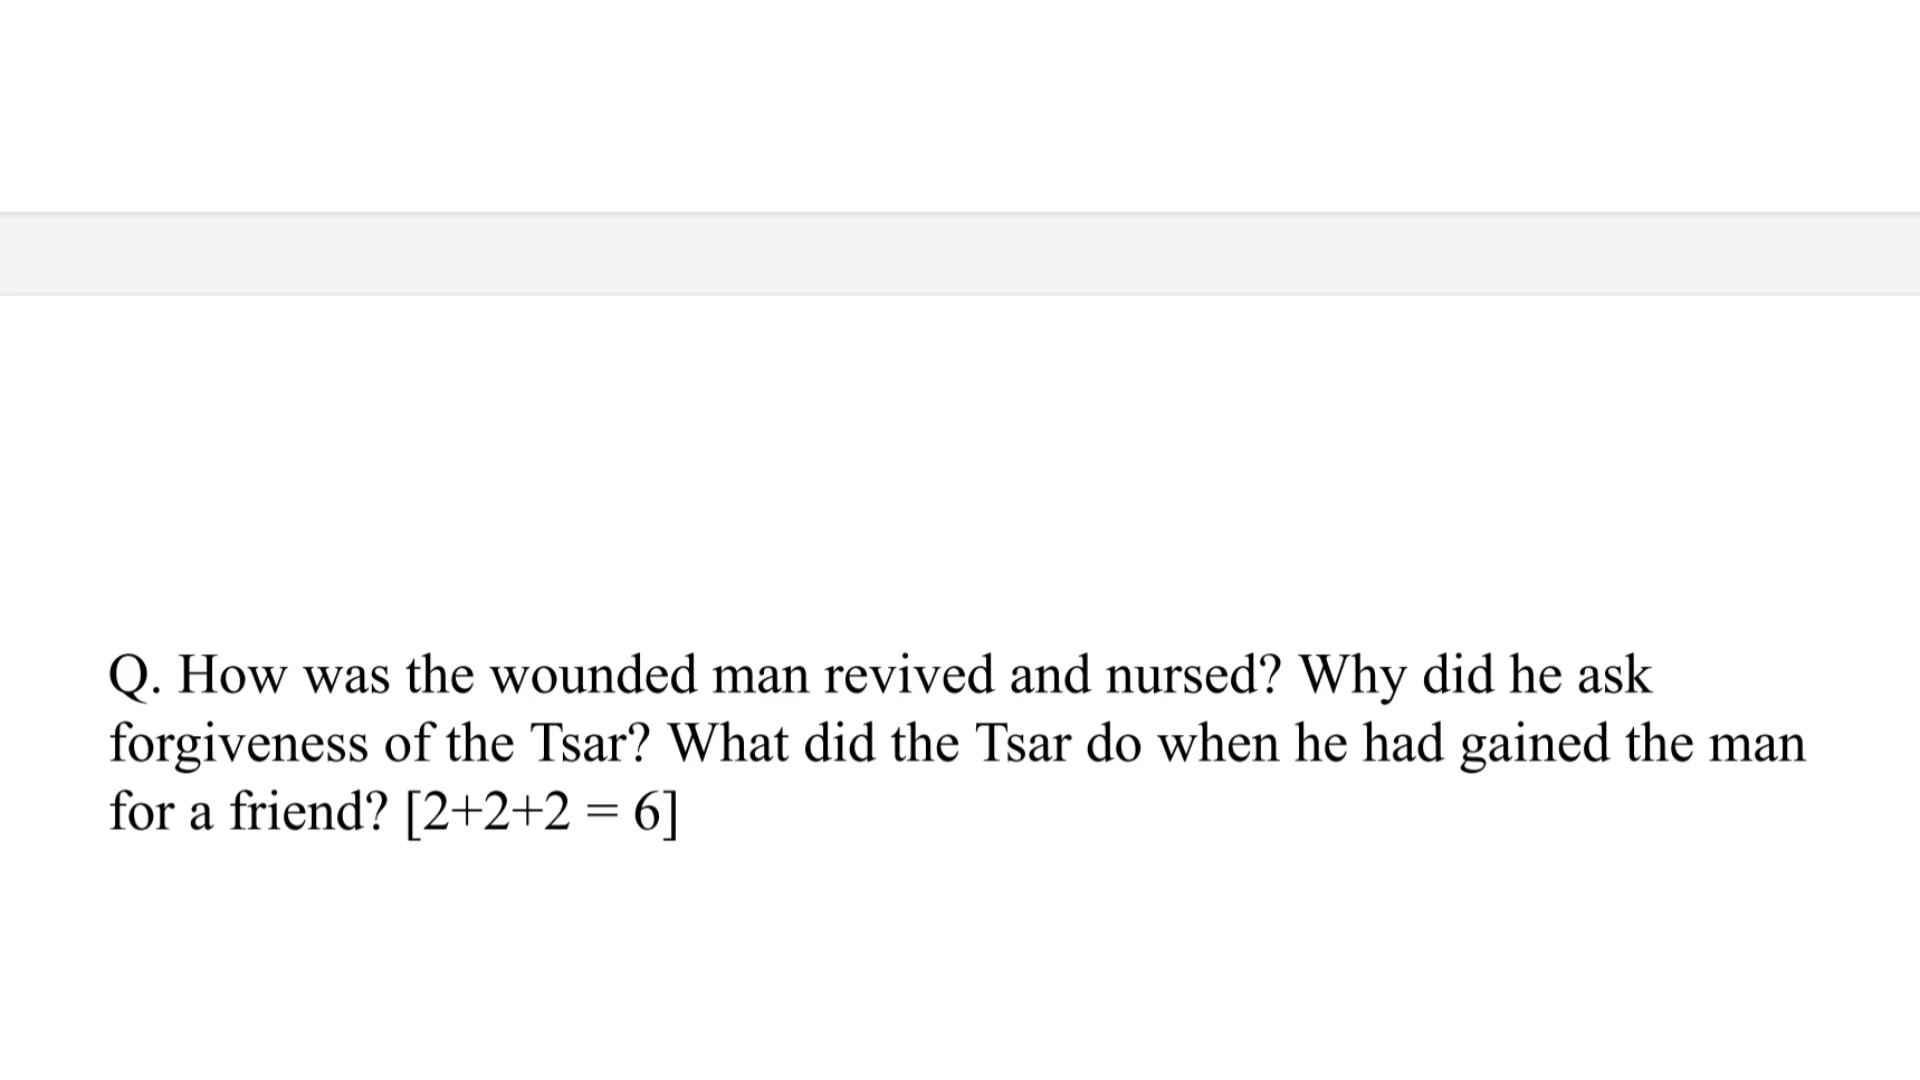 Q. How was the wounded man revived and nursed? Why did he ask
forgiveness of the Tsar? What did the Tsar do when he had gained the man
for a friend? [2+2+2 = 6]